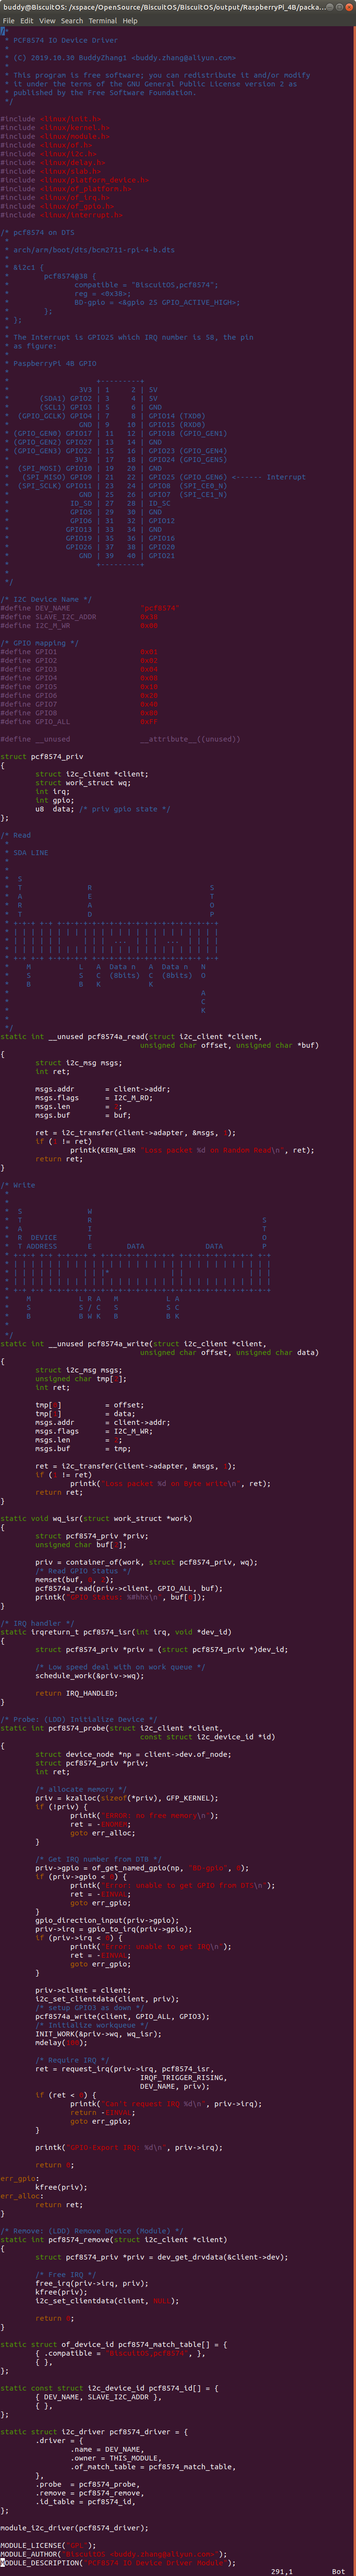 buddy@BiscuitOS: /xspace/OpenSource/BiscuitOS/BiscuitOS/output/RaspberryPi_4B/packa...
File Edit View Search Terminal Help
/*
 * PCF8574 IO Device Driver
 *
 * (C) 2019.10.30 BuddyZhang1 <buddy.zhang@aliyun.com>
 *
 * This program is free software; you can redistribute it and/or modify
 * it under the terms of the GNU General Public License version 2 as
 * published by the Free Software Foundation.
 */
#include <linux/init.h>
#include <linux/kernel.h>
#include <linux/module.h>
#include <linux/of.h>
#include <linux/i2c.h>
#include <linux/delay.h>
#include <linux/slab.h>
#include <linux/platform_device.h>
#include <linux/of_platform.h>
#include <linux/of_irq.h>
#include <linux/of_gpio.h>
#include <linux/interrupt.h>
/* pcf8574 on DTS
 *
 * arch/arm/boot/dts/bcm2711-rpi-4-b.dts
 *
 * &i2c1 {
 *        pcf8574@38 {
 *               compatible = "BiscuitOS,pcf8574";
 *               reg = <0x38>;
 *               BD-gpio = <&gpio 25 GPIO_ACTIVE_HIGH>;
 *        };
 * };
 *
 * The Interrupt is GPIO25 which IRQ number is 58, the pin
 * as figure:
 *
 * PaspberryPi 4B GPIO
 *
 *                    +---------+
 *                3V3 | 1     2 | 5V
 *       (SDA1) GPIO2 | 3     4 | 5V
 *       (SCL1) GPIO3 | 5     6 | GND
 *  (GPIO_GCLK) GPIO4 | 7     8 | GPIO14 (TXD0)
 *                GND | 9    10 | GPIO15 (RXD0)
 * (GPIO_GEN0) GPIO17 | 11   12 | GPIO18 (GPIO_GEN1)
 * (GPIO_GEN2) GPIO27 | 13   14 | GND
 * (GPIO_GEN3) GPIO22 | 15   16 | GPIO23 (GPIO_GEN4)
 *               3V3  | 17   18 | GPIO24 (GPIO_GEN5)
 *  (SPI_MOSI) GPIO10 | 19   20 | GND
 *   (SPI_MISO) GPIO9 | 21   22 | GPIO25 (GPIO_GEN6) <------ Interrupt
 *  (SPI_SCLK) GPIO11 | 23   24 | GPIO8  (SPI_CE0_N)
 *                GND | 25   26 | GPIO7  (SPI_CE1_N)
 *              ID_SD | 27   28 | ID_SC
 *              GPIO5 | 29   30 | GND
 *              GPIO6 | 31   32 | GPIO12
 *             GPIO13 | 33   34 | GND
 *             GPIO19 | 35   36 | GPIO16
 *             GPIO26 | 37   38 | GPIO20
 *                GND | 39   40 | GPIO21
 *                    +---------+
 *
 */
/* I2C Device Name */
#define DEV_NAME                "pcf8574"
#define SLAVE_I2C_ADDR          0x38
#define I2C_M_WR                0x00
/* GPIO mapping */
#define GPIO1                   0x01
#define GPIO2                   0x02
#define GPIO3                   0x04
#define GPIO4                   0x08
#define GPIO5                   0x10
#define GPIO6                   0x20
#define GPIO7                   0x40
#define GPIO8                   0x80
#define GPIO_ALL                0xFF
#define __unused                __attribute__((unused))
struct pcf8574_priv
{
        struct i2c_client *client;
        struct work_struct wq;
        int irq;
        int gpio;
        u8  data; /* priv gpio state */
};
/* Read
 *
 * SDA LINE
 *
 *
 *  S
 *  T               R                           S
 *  A               E                           T
 *  R               A                           O
 *  T               D                           P
 * +-+-+ +-+ +-+-+-+-+-+-+-+-+-+-+-+-+-+-+-+-+-+-+
 * | | | | | |     | | |     | | |     | | | |
 * | | | | | |     | | |  ...  | | |  ...  | | | |
 * | | | | | | | | | | | | | | | | | | | | | | | |
 * +-+ +-+ +-+ +-+-+-+-+-+-+-+-+-+-+-+-+-+-+-+ +-+
 *    M           L   A  Data n   A  Data n   N
 *    S           S   C  (8bits)  C  (8bits)  O
 *    B           B   K           K
 *                                            A
 *                                            C
 *                                            K
 *
 */
static int __unused pcf8574a_read(struct i2c_client *client,
                                unsigned char offset, unsigned char *buf)
{
        struct i2c_msg msgs;
        int ret;
        msgs.addr       = client->addr;
        msgs.flags      = I2C_M_RD;
        msgs.len        = 2;
        msgs.buf        = buf;
        ret = i2c_transfer(client->adapter, &msgs, 1);
        if (1 != ret)
                printk(KERN_ERR "Loss packet %d on Random Read\n", ret);
        return ret;
}
/* Write
 *
 *
 *  S               W
 *  T               R                                       S
 *  A               I                                       T
 *  R  DEVICE       T                                       O
 *  T ADDRESS       E        DATA              DATA         P
 * +-+-+ +-+ +-+-+-+ + +-+-+-+-+-+-+-+-+-+ +-+-+-+-+-+-+-+ +-+
 * | | | | | | | | | | | | | | | | | | | | | | | | | | | | | |
 * | | | | | |     | | |*              | |               | | |
 * | | | | | | | | | | | | | | | | | | | | | | | | | | | | | |
 * +-+ +-+ +-+ +-+-+-+-+-+-+-+-+-+-+-+-+-+-+-+-+-+-+-+-+-+ +-+
 *    M           L R A   M           L A
 *    S           S / C   S           S C
 *    B           B W K   B           B K
 *
 */
static int __unused pcf8574a_write(struct i2c_client *client,
                                unsigned char offset, unsigned char data)
{
        struct i2c_msg msgs;
        unsigned char tmp[2];
        int ret;
        tmp[0]          = offset;
        tmp[1]          = data;
        msgs.addr       = client->addr;
        msgs.flags      = I2C_M_WR;
        msgs.len        = 2;
        msgs.buf        = tmp;
        ret = i2c_transfer(client->adapter, &msgs, 1);
        if (1 != ret)
                printk("Loss packet %d on Byte write\n", ret);
        return ret;
}
static void wq_isr(struct work_struct *work)
{
        struct pcf8574_priv *priv;
        unsigned char buf[2];
        priv = container_of(work, struct pcf8574_priv, wq);
        /* Read GPIO Status */
        memset(buf, 0, 2);
        pcf8574a_read(priv->client, GPIO_ALL, buf);
        printk("GPIO status: %#hhx\n", buf[0]);
}
/* IRQ handler */
static irqreturn_t pcf8574_isr(int irq, void *dev_id)
{
        struct pcf8574_priv *priv = (struct pcf8574_priv *)dev_id;
        /* Low speed deal with on work queue */
        schedule_work(&priv->wq);
        return IRQ_HANDLED;
}
/* Probe: (LDD) Initialize Device */
static int pcf8574_probe(struct i2c_client *client,
                                const struct i2c_device_id *id)
{
        struct device_node *np = client->dev.of_node;
        struct pcf8574_priv *priv;
        int ret;
        /* allocate memory */
        priv = kzalloc(sizeof(*priv), GFP_KERNEL);
        if (!priv) {
                printk("ERROR: no free memory\n");
                ret = -ENOMEM;
                goto err_alloc;
        }
        /* Get IRQ number from DTB */
        priv->gpio = of_get_named_gpio(np, "BD-gpio", 0);
        if (priv->gpio < 0) {
                printk("Error: unable to get GPIO from DTS\n");
                ret = -EINVAL;
                goto err_gpio;
        }
        gpio_direction_input(priv->gpio);
        priv->irq = gpio_to_irq(priv->gpio);
        if (priv->irq < 0) {
                printk("Error: unable to get IRQ\n");
                ret = -EINVAL;
                goto err_gpio;
        }
        priv->client = client;
        i2c_set_clientdata(client, priv);
        /* setup GPIO3 as down */
        pcf8574a_write(client, GPIO_ALL, GPIO3);
        /* Initialize workqueue */
        INIT_WORK(&priv->wq, wq_isr);
        mdelay(100);
        /* Require IRQ */
        ret = request_irq(priv->irq, pcf8574_isr,
                                IRQF_TRIGGER_RISING,
                                DEV_NAME, priv);
        if (ret < 0) {
                printk("Can't request IRQ %d\n", priv->irq);
                return -EINVAL;
                goto err_gpio;
        }
        printk("GPIO-Export IRQ: %d\n", priv->irq);
        return 0;
err_gpio:
        kfree(priv);
err_alloc:
        return ret;
}
/* Remove: (LDD) Remove Device (Module) */
static int pcf8574_remove(struct i2c_client *client)
{
        struct pcf8574_priv *priv = dev_get_drvdata(&client->dev);
        /* Free IRQ */
        free_irq(priv->irq, priv);
        kfree(priv);
        i2c_set_clientdata(client, NULL);
        return 0;
}
static struct of_device_id pcf8574_match_table[] = {
        { .compatible = "BiscuitOS,pcf8574", },
        { },
};
static const struct i2c_device_id pcf8574_id[] = {
        { DEV_NAME, SLAVE_I2C_ADDR },
        { },
};
static struct i2c_driver pcf8574_driver = {
        .driver = {
                .name = DEV_NAME,
                .owner = THIS_MODULE,
                .of_match_table = pcf8574_match_table,
        },
        .probe  = pcf8574_probe,
        .remove = pcf8574_remove,
        .id_table = pcf8574_id,
};
module_i2c_driver(pcf8574_driver);
MODULE_LICENSE("GPL");
MODULE_AUTHOR("BiscuitOS <buddy.zhang@aliyun.com>");
MODULE_DESCRIPTION("PCF8574 IO Device Driver Module");
291,1         Bot